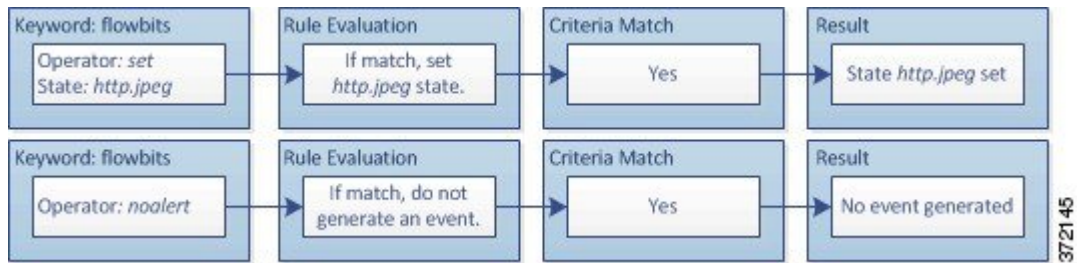 Keyword: flowbits
Operator: set
State: http.jpeg
Rule Evaluation
If match, set
http.jpeg state.
Criteria Match
Yes
Result
State http.jpeg set
Keyword: flowbits
Operator: noalert
Rule Evaluation
If match, do not
generate an event.
Criteria Match
Yes
Result
No event generated
372145